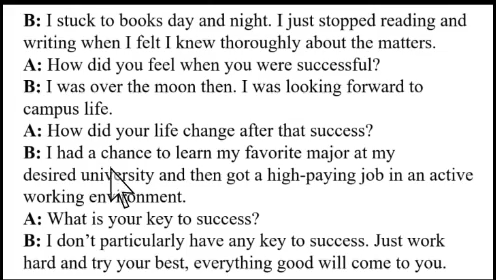 B: I stuck to books day and night. I just stopped reading and
writing when I felt I knew thoroughly about the matters.
A: How did you feel when you were successful?
B: I was over the moon then. I was looking forward to
campus life.
A: How did your life change after that success?
B: I had a chance to learn my favorite major at my
desired university and then got a high-paying job in an active
working environment.
A: What is your key to success?
B: I don’t particularly have any key to success. Just work
hard and try your best, everything good will come to you.